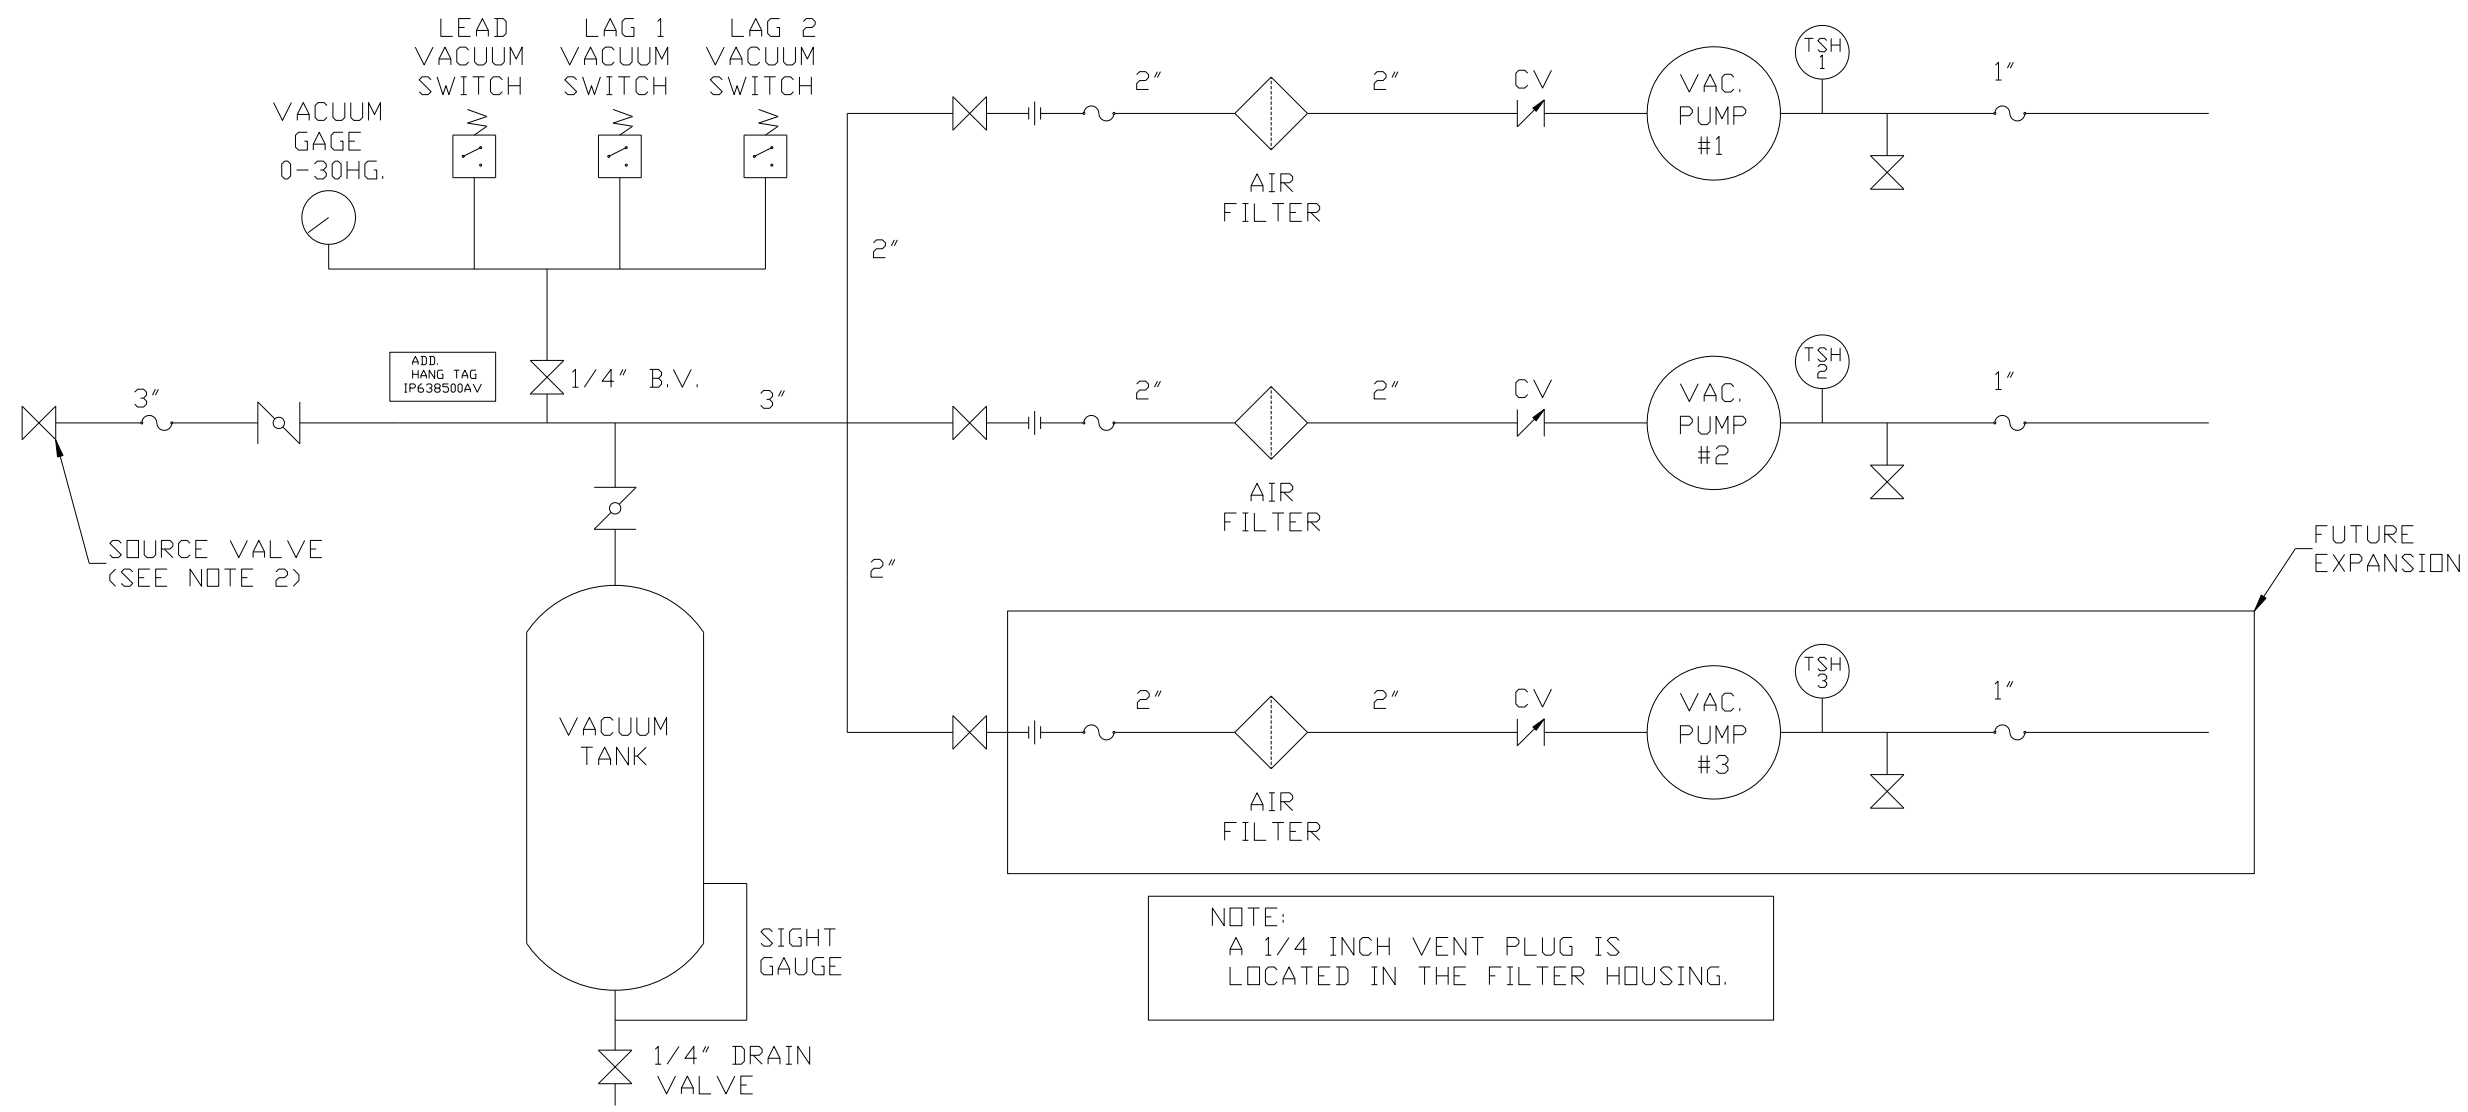 LEAD
VACUUM
SWITCH
LAG 1
VACUUM
SWITCH
LAG 2
VACUUM
SWITCH
VACUUM
GAGE
0-30HG.
2"
2"
CV
VAC.
PUMP
#1
TSH
1
1"
AIR
FILTER
2"
ADD.
HANG TAG
IP638500AV
1/4" B.V.
3"
3"
2"
2"
CV
VAC.
PUMP
#2
TSH
2
1"
AIR
FILTER
SOURCE VALVE
(SEE NOTE 2)
2"
FUTURE
EXPANSION
2"
2"
CV
VAC.
PUMP
#3
TSH
3
1"
AIR
FILTER
VACUUM
TANK
SIGHT
GAUGE
1/4" DRAIN
VALVE
NOTE:
A 1/4 INCH VENT PLUG IS
LOCATED IN THE FILTER HOUSING.